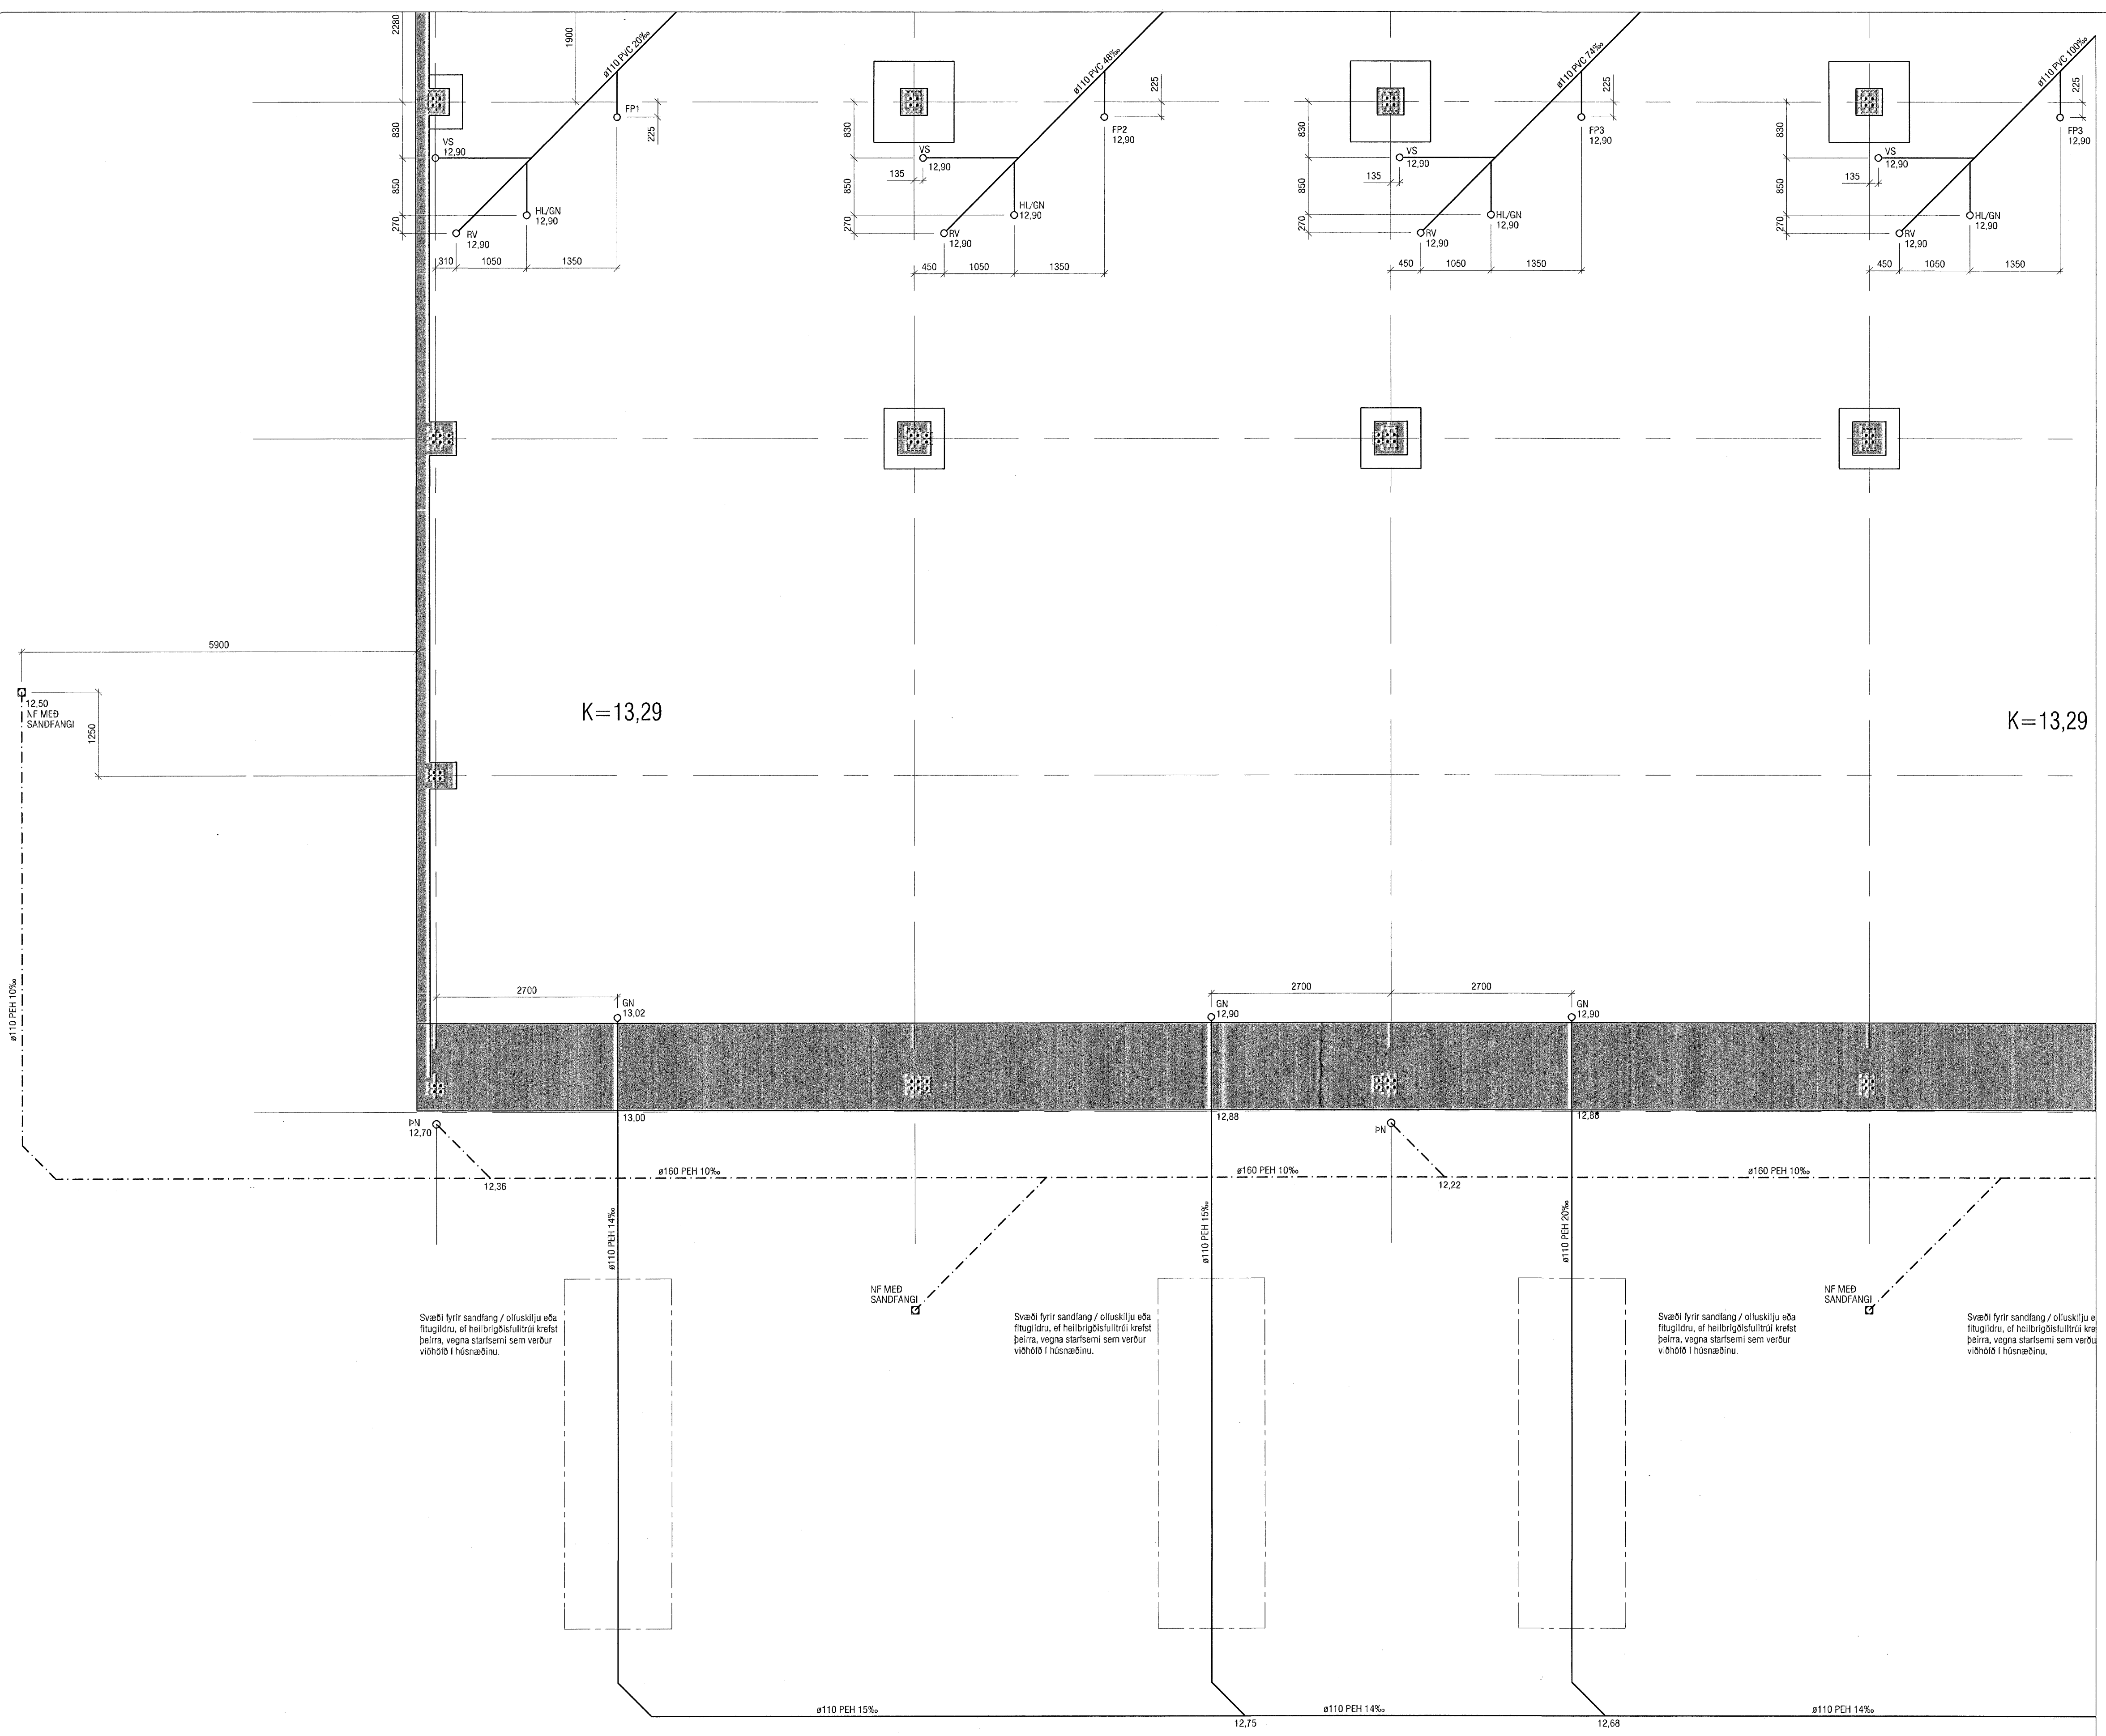 2280
1900
ø110 PVC 20‰
ø110 PVC 48‰
ø110 PVC 74‰
ø110 PVC 100‰
225
225
225
FP1
225
FP2
12,90
FP3
12,90
FP3
12,90
830
830
830
830
VS
12,90
VS
12,90
VS
12,90
VS
12,90
135
135
135
850
850
850
850
HL/GN
12,90
HL/GN
12,90
HL/GN
12,90
HL/GN
12,90
270
270
270
270
RV
12,90
RV
12,90
RV
12,90
RV
12,90
310
1050
1350
450
1050
1350
450
1050
1350
450
1050
1350
5900
12,50
NF MEÐ
SANDFANGI
1250
K=13,29
K=13,29
ø110 PEH 10‰
2700
2700
2700
GN
13,02
GN
12,90
GN
12,90
13,00
12,88
12,88
ÞN
12,70
ÞN
ø160 PEH 10‰
ø160 PEH 10‰
ø160 PEH 10‰
12,36
12,22
ø110 PEH 14‰
ø110 PEH 15‰
ø110 PEH 20‰
NF MEÐ
SANDFANGI
NF MEÐ
SANDFANGI
Svæði fyrir sandfang / olíuskilju eða
fitugildru, ef heilbrigðisfulltrúi krefst
þeirra, vegna starfsemi sem verður
viðhöfð í húsnæðinu.
Svæði fyrir sandfang / olíuskilju eða
fitugildru, ef heilbrigðisfulltrúi krefst
þeirra, vegna starfsemi sem verður
viðhöfð í húsnæðinu.
Svæði fyrir sandfang / olíuskilju eða
fitugildru, ef heilbrigðisfulltrúi krefst
þeirra, vegna starfsemi sem verður
viðhöfð í húsnæðinu.
Svæði fyrir sandfang / olíuskilju e
fitugildru, ef heilbrigðisfulltrúi kre
þeirra, vegna starfsemi sem verðu
viðhöfð í húsnæðinu.
ø110 PEH 15‰
ø110 PEH 14‰
ø110 PEH 14‰
12,75
12,68